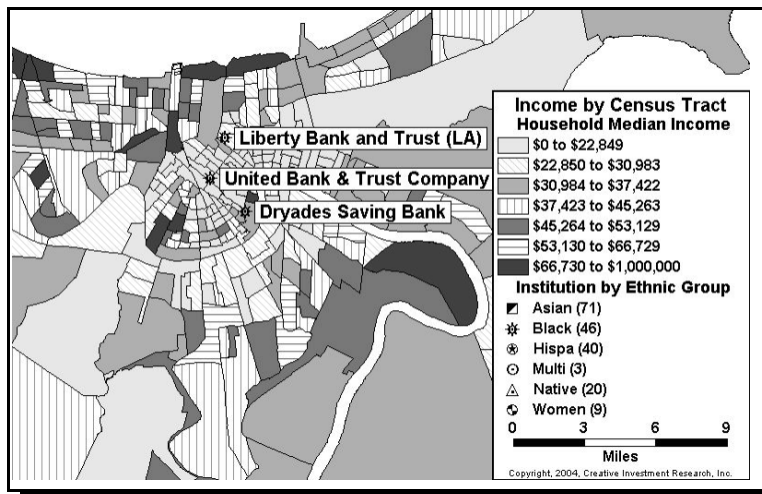 Liberty Bank and Trust (LA)
United Bank & Trust Company
Dryades Saving Bank
Income by Census Tract
Household Median Income
$0 to $22,849
$22,850 to $30,983
$30,984 to $37,422
$37,423 to $45,263
$45,264 to $53,129
$53,130 to $66,729
$66,730 to $1,000,000
Institution by Ethnic Group
Asian (71)
Black (46)
Hispa (40)
Multi (3)
Native (20)
Women (9)
0 3 6 9
Miles
Copyright, 2004, Creative Investment Research, Inc.